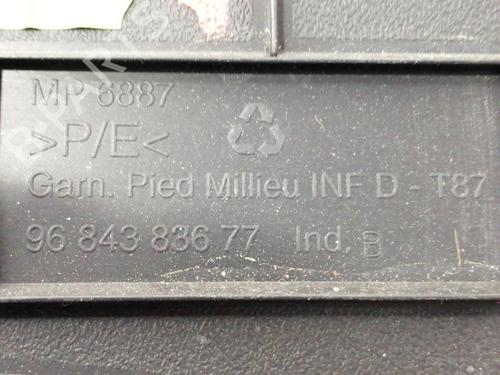 MP 6887
>P/E<
Garn. Pied Millieu INF D - T87
96 843 836 77 Ind. B